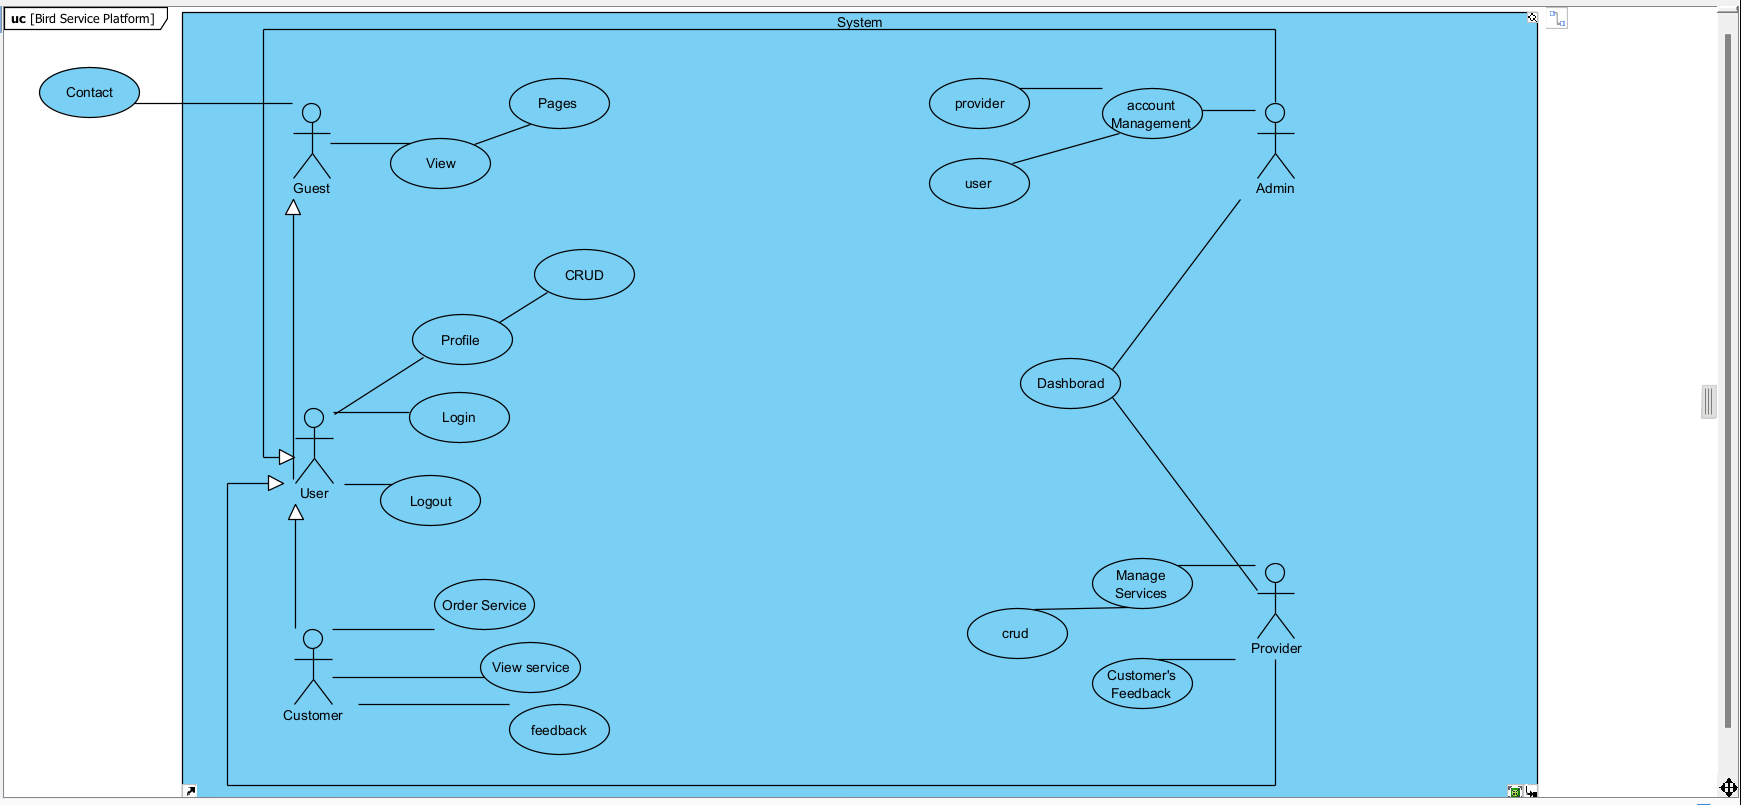 uc [Bird Service Platform]
System
Contact
Pages
View
Guest
provider
account
Management
user
Admin
CRUD
Profile
Login
User
Logout
Dashborad
Order Service
View service
Customer
feedback
Manage
Services
crud
Provider
Customer's
Feedback